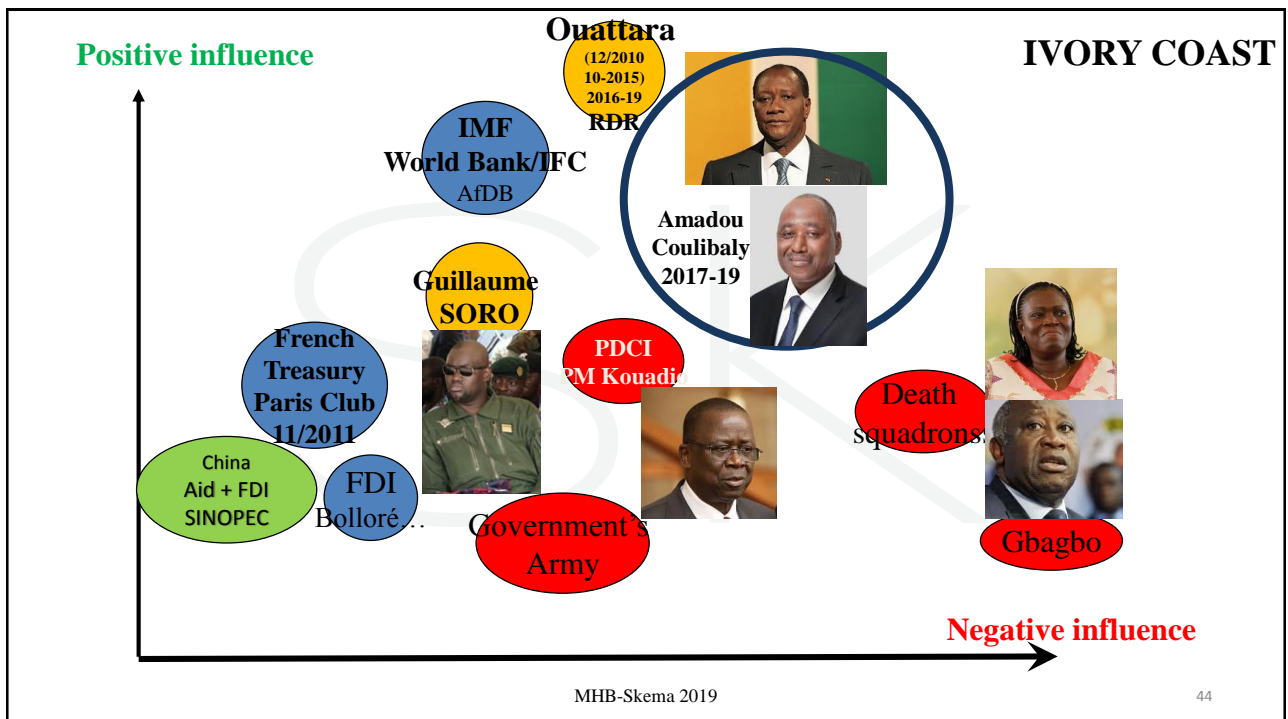 Positive influence
IVORY COAST
Ouattara
(12/2010
10-2015)
2016-19
RDR
IMF
World Bank/IFC
AfDB
Amadou
Coulibaly
2017-19
Guillaume
SORO
French
Treasury
Paris Club
11/2011
PDCI
PM Kouadio
Death
squadrons
China
Aid + FDI
SINOPEC
FDI
Bolloré…
Government's
Army
Gbagbo
Negative influence
MHB-Skema 2019
44
SK